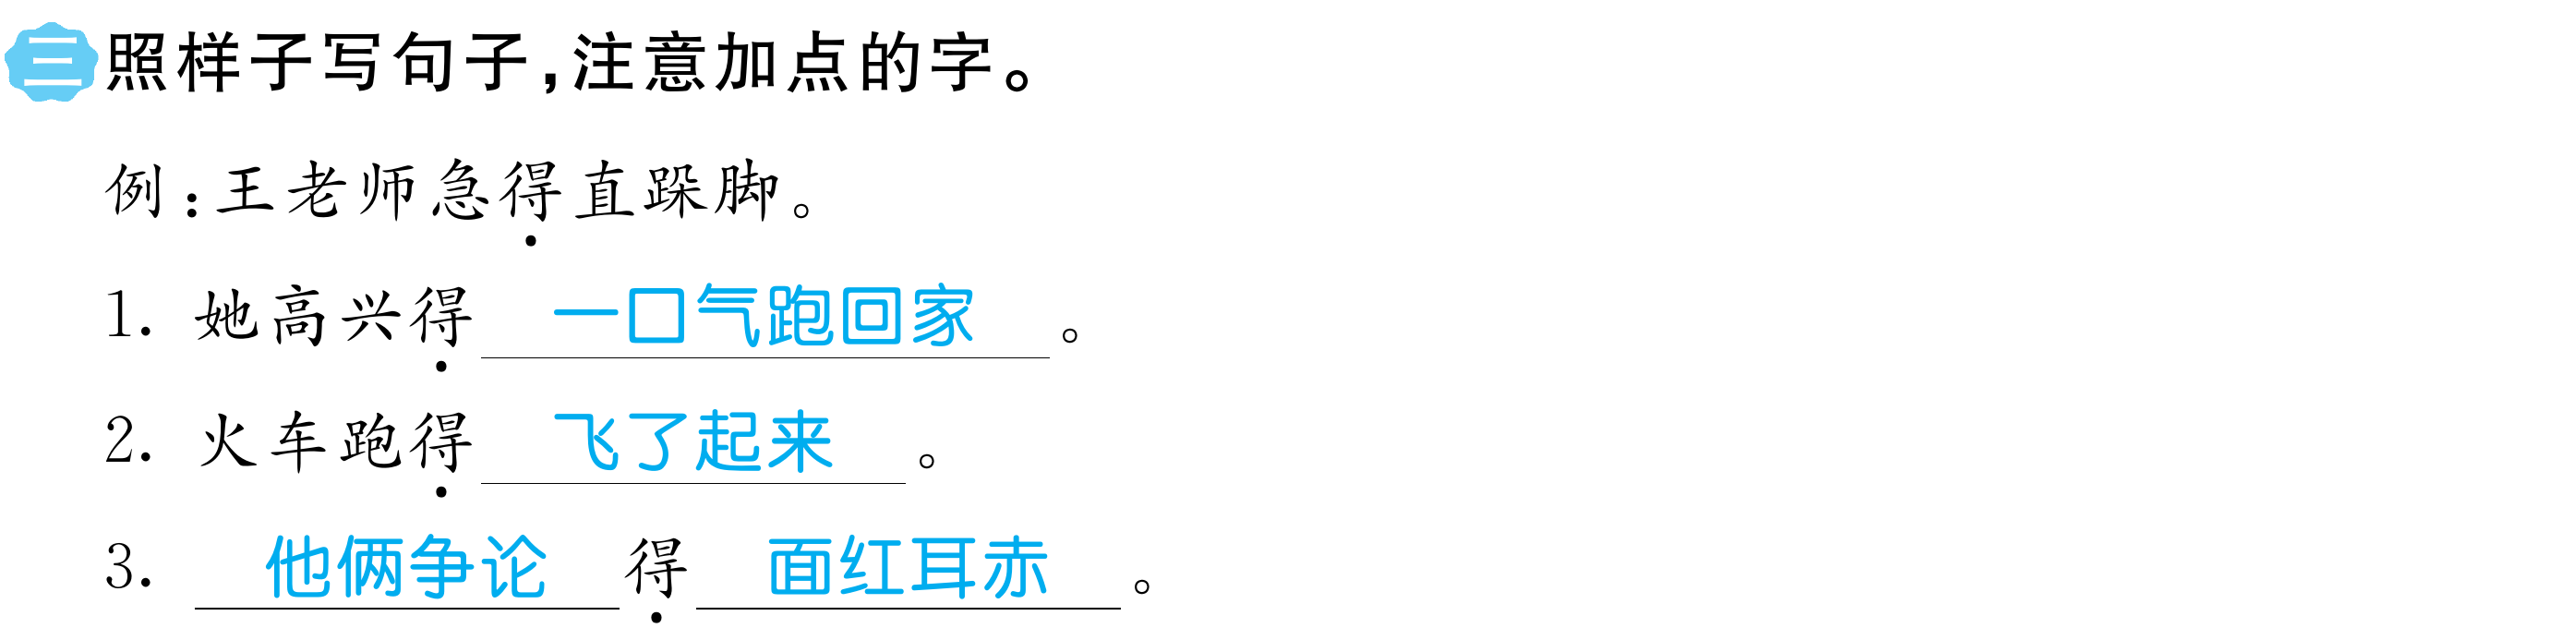 三 照样子写句子,注意加点的字。
例:王老师急得直跺脚。
1. 她高兴得 一口气跑回家 。
2. 火车跑得 飞了起来 。
3. 他俩争论 得 面红耳赤 。